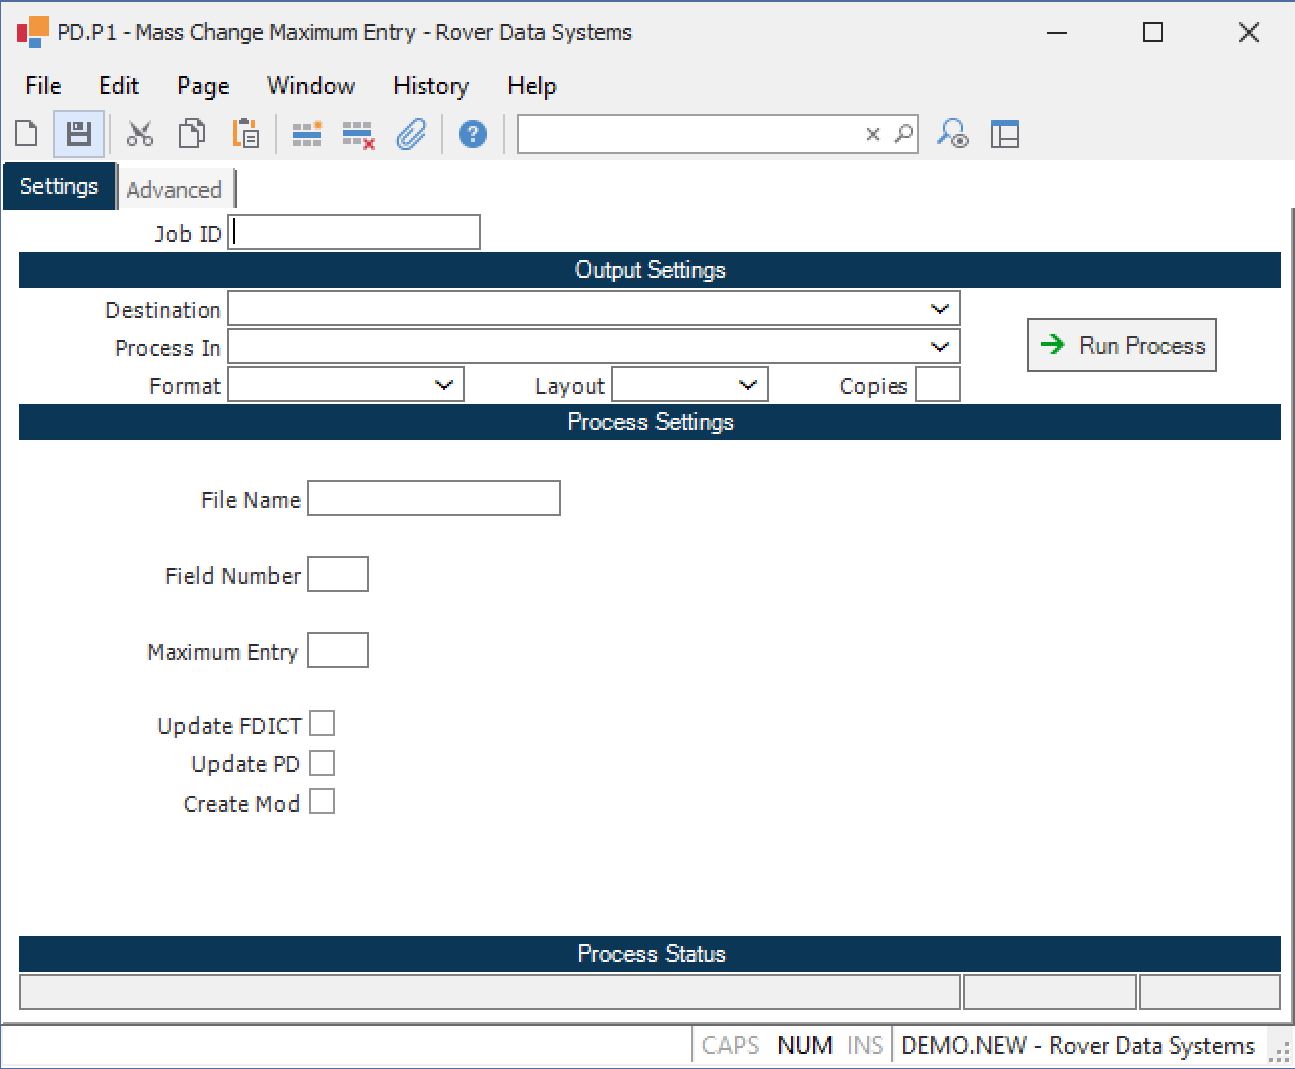 PD.P1 - Mass Change Maximum Entry - Rover Data Systems
File Edit Page Window History Help
Settings Advanced
Job ID
Output Settings
Destination
Process In
Run Process
Format Layout Copies
Process Settings
File Name
Field Number
Maximum Entry
Update FDICT
Update PD
Create Mod
Process Status
CAPS NUM INS DEMO.NEW - Rover Data Systems